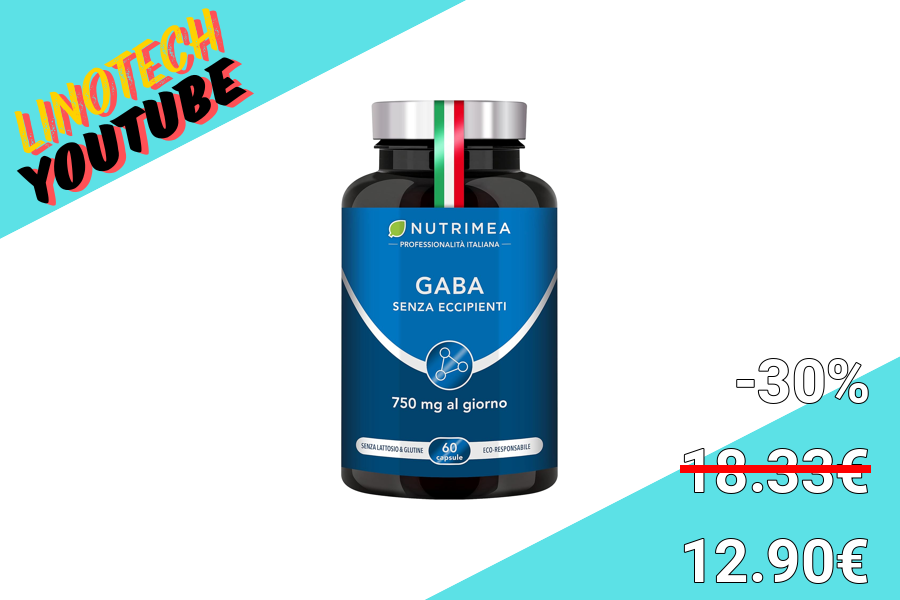 LINOTECH
YOUTUBE
NUTRIMEA
PROFESSIONALITÀ ITALIANA
GABA
SENZA ECCIPIENTI
750 mg al giorno
SENZA LATTOSIO & GLUTINE
60
capsule
ECO-RESPONSABILE
-30%
18.33€
12.90€